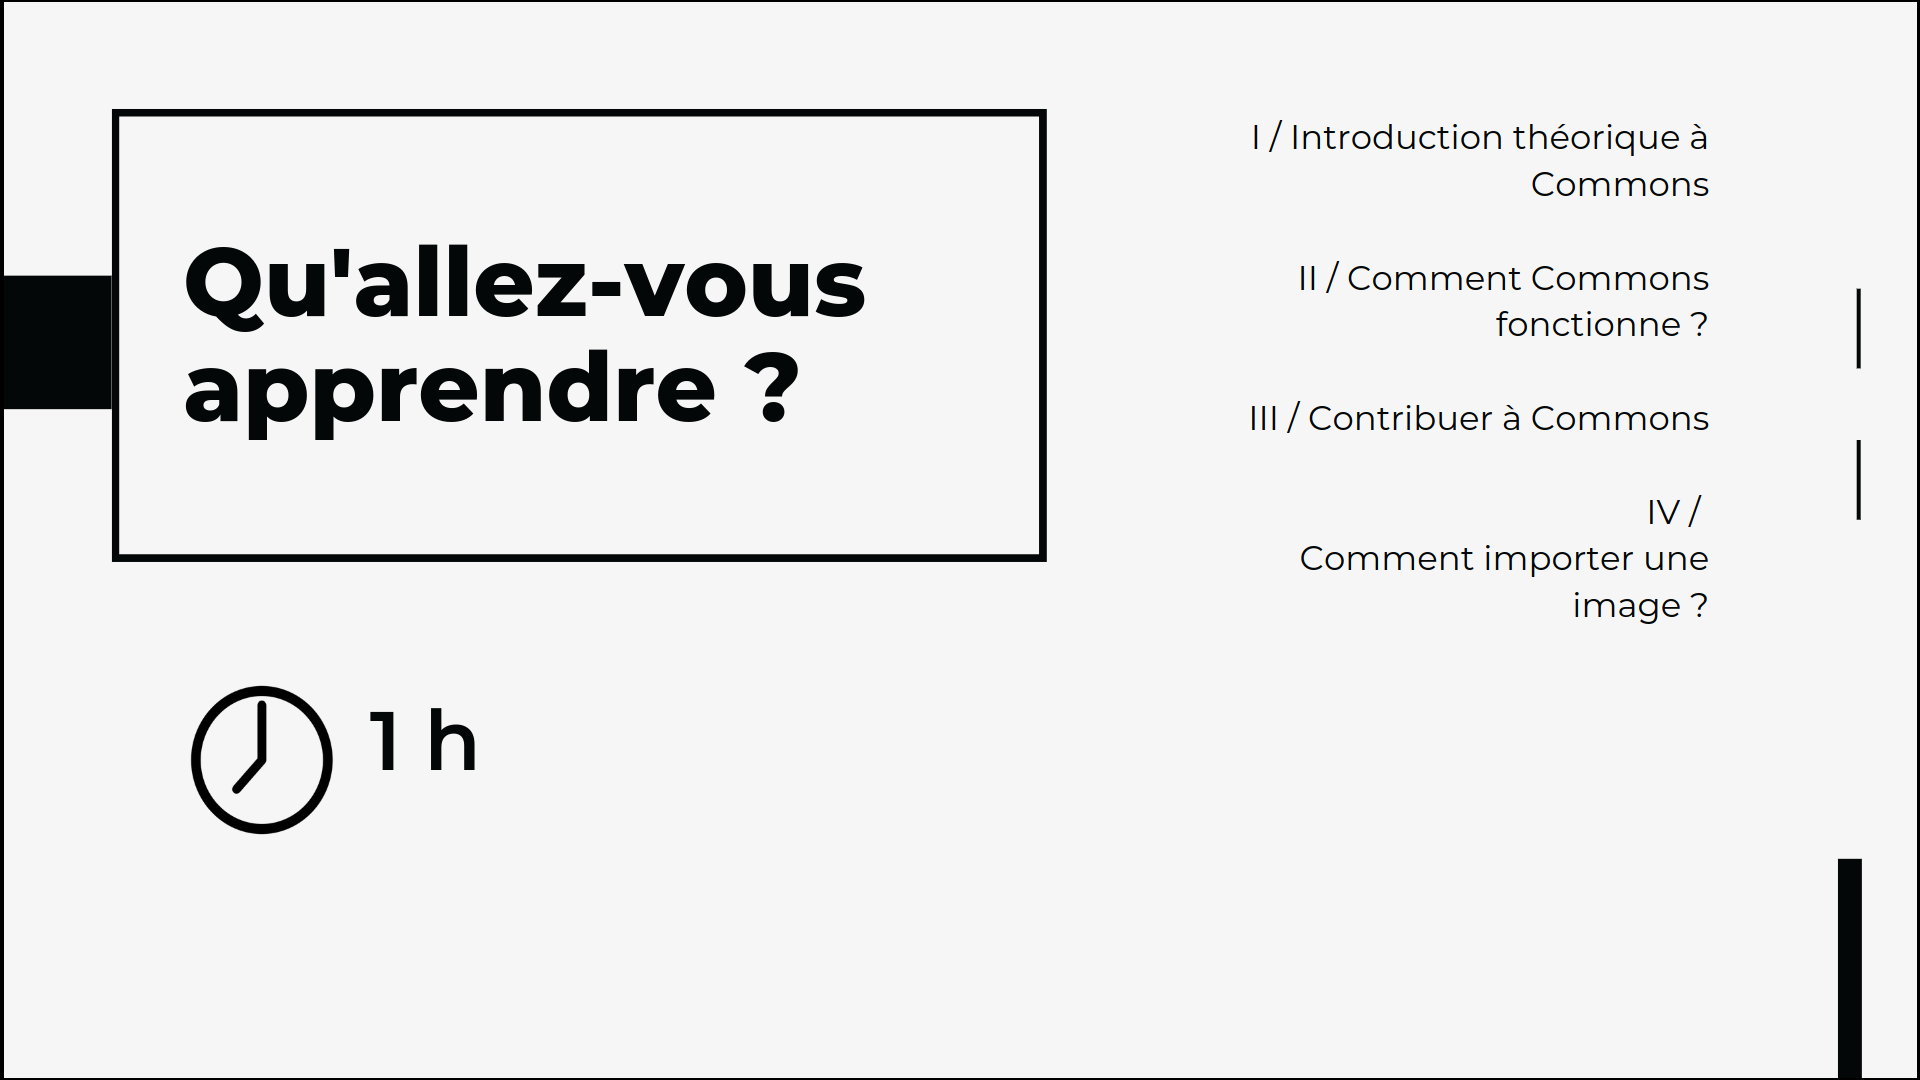 Qu'allez-vous
apprendre ?
1 h
I / Introduction théorique à
Commons
II / Comment Commons
fonctionne ?
III / Contribuer à Commons
IV /
Comment importer une
image ?